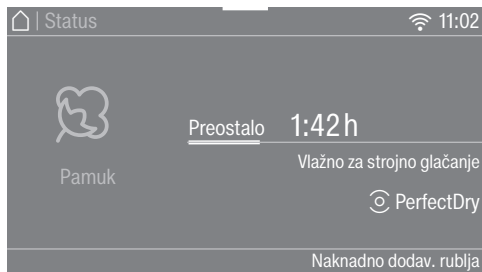 | Status 11:02
Preostalo 1:42 h
Vlažno za strojno glačanje
Pamuk
PerfectDry
Naknadno dodav. rublja